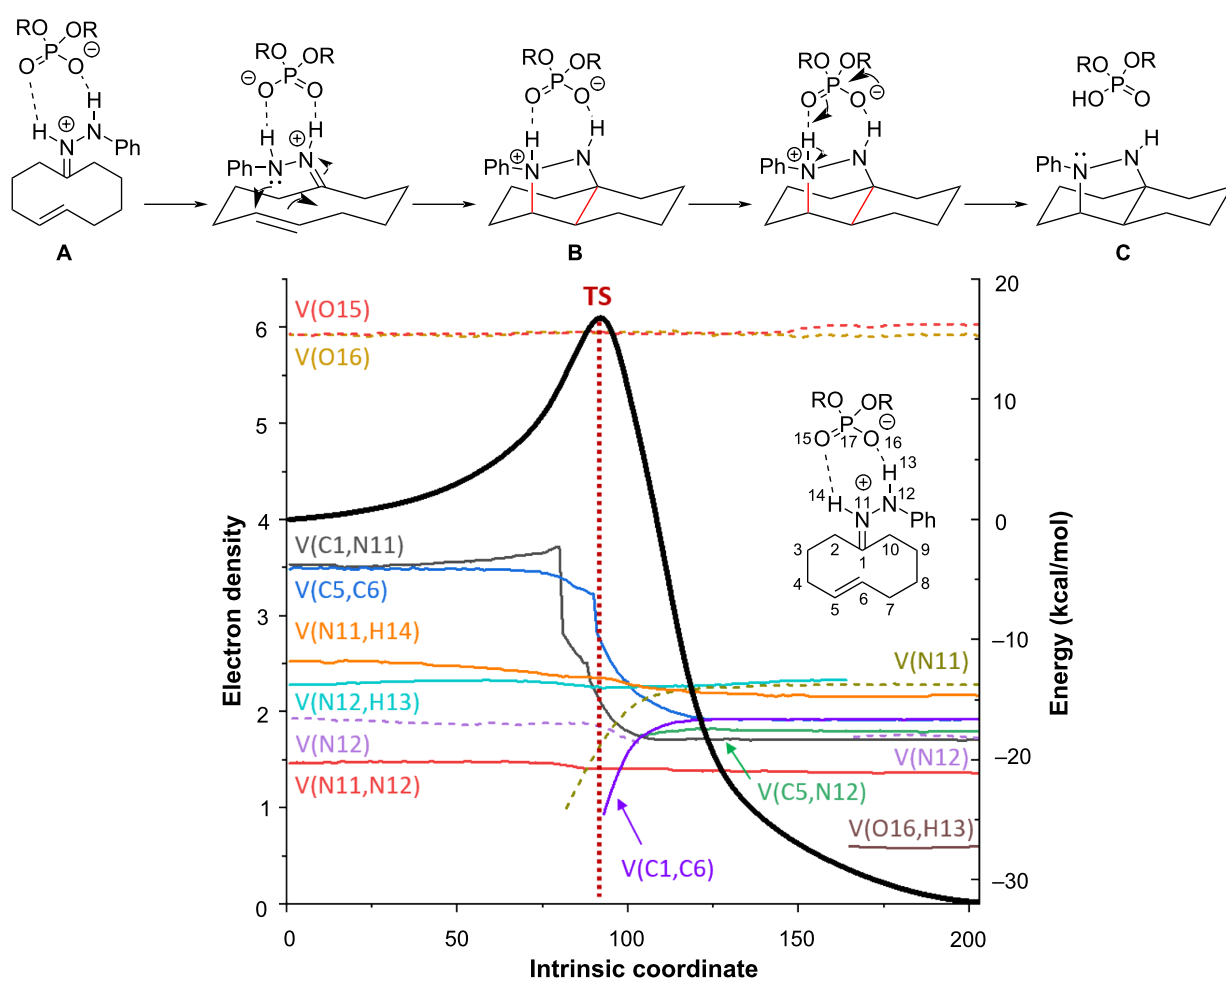 RO OR
P ⊖
O O
H
H ⊕ N
N Ph
A
RO OR
⊖ P
O O
H ⊕ H
Ph N N
B
RO OR
P ⊖
O O
H H
Ph ⊕ N N
RO OR
P ⊖
O O
H H
Ph ⊕ N N
C
RO OR
P
HO O
H
Ph N N
TS
V(O15)
V(O16)
V(C1,N11)
V(C5,C6)
V(N11,H14)
V(N12,H13)
V(N12)
V(N11,N12)
V(N11)
V(N12)
V(C5,N12)
V(O16,H13)
V(C1,C6)
RO OR
P ⊖
15 O 17 O 16
13
H
14 H ⊕ 11 N N 12 Ph
3 2 10 9
1
4 8
5 6 7
Electron density
6
5
4
3
2
1
0
20
10
0
–10
–20
–30
Energy (kcal/mol)
0 50 100 150 200
Intrinsic coordinate